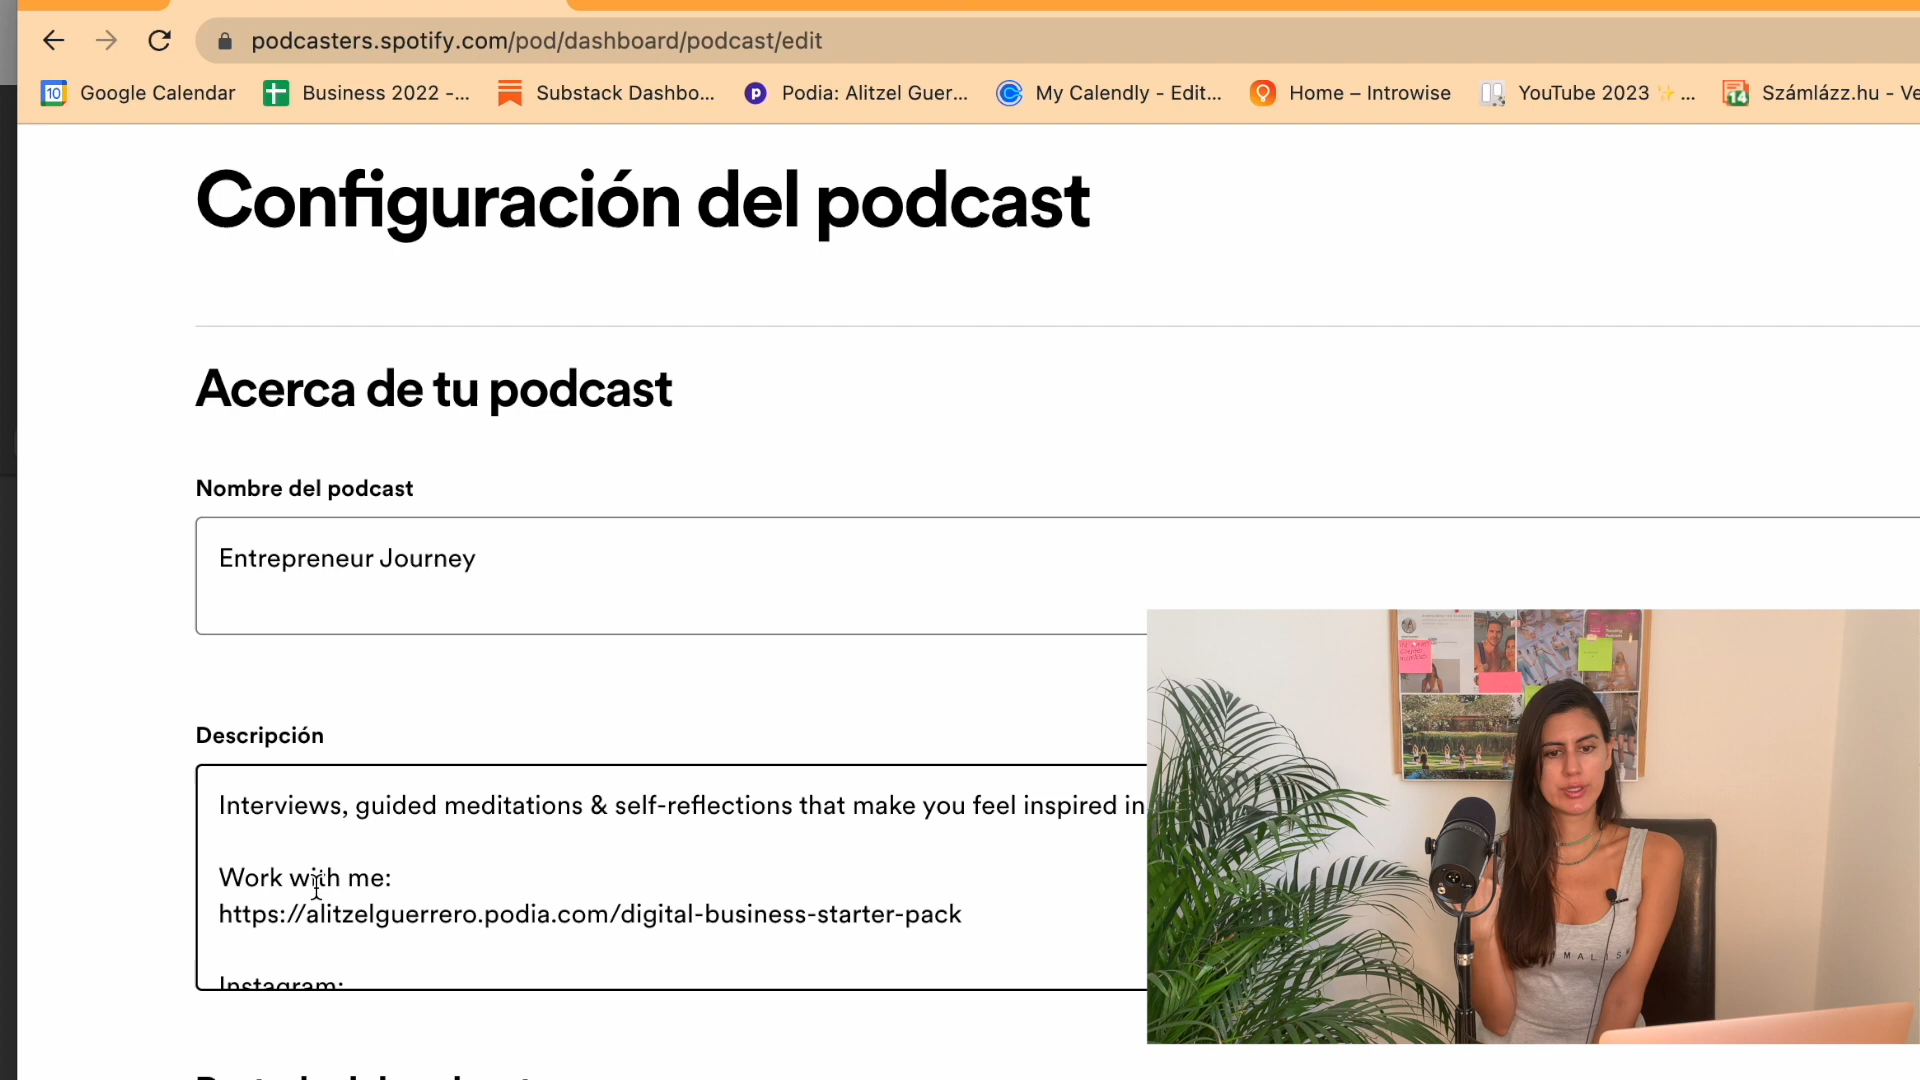 podcasters.spotify.com/pod/dashboard/podcast/edit
10 Google Calendar Business 2022 -... Substack Dashbo... P Podia: Alitzel Guer... My Calendly - Edit... Home – Introwise YouTube 2023 ✨ ... 14 Számlázz.hu - Ve
Configuración del podcast
Acerca de tu podcast
Nombre del podcast
Entrepreneur Journey
Descripción
Interviews, guided meditations & self-reflections that make you feel inspired in
Work with me:
https://alitzelguerrero.podia.com/digital-business-starter-pack
Instagram: